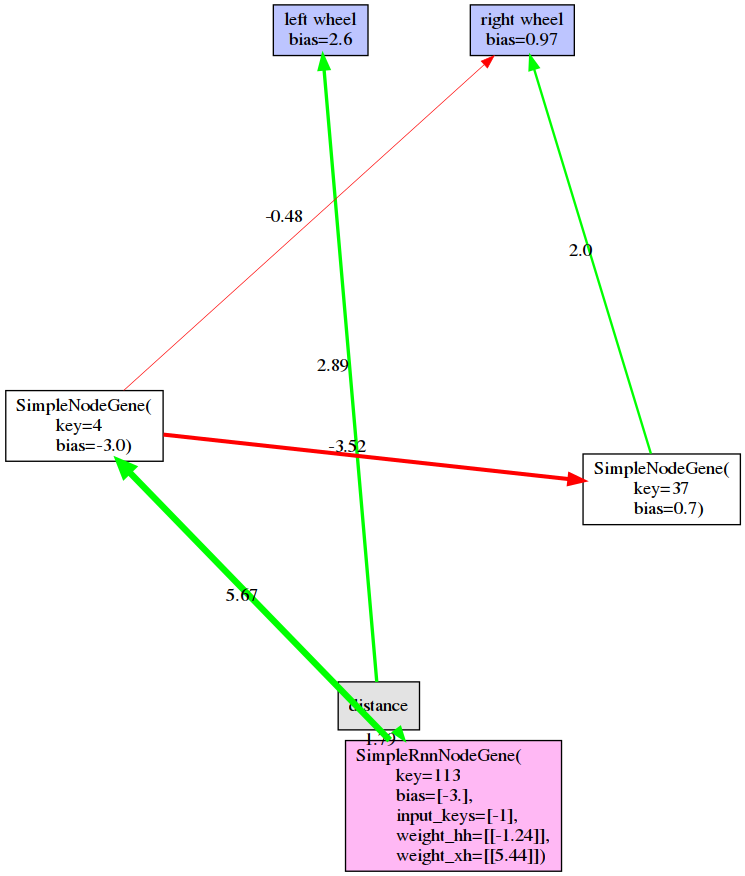 left wheel
bias=2.6
right wheel
bias=0.97
-0.48
2.0
2.89
SimpleNodeGene(
key=4
bias=-3.0)
-3.52
SimpleNodeGene(
key=37
bias=0.7)
5.67
distance
1.79
SimpleRnnNodeGene(
key=113
bias=[-3.],
input_keys=[-1],
weight_hh=[[-1.24]],
weight_xh=[[5.44]])